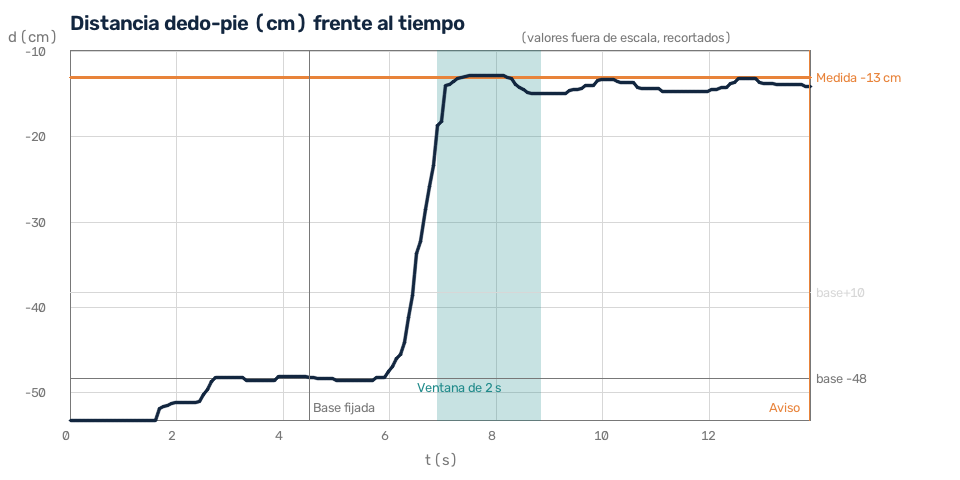 Distancia dedo-pie (cm) frente al tiempo
d (cm)
(valores fuera de escala, recortados)
-10
Medida -13 cm
-20
-30
base+10
-40
base -48
Ventana de 2 s
-50
Base fijada
Aviso
0 2 4 6 8 10 12
t (s)